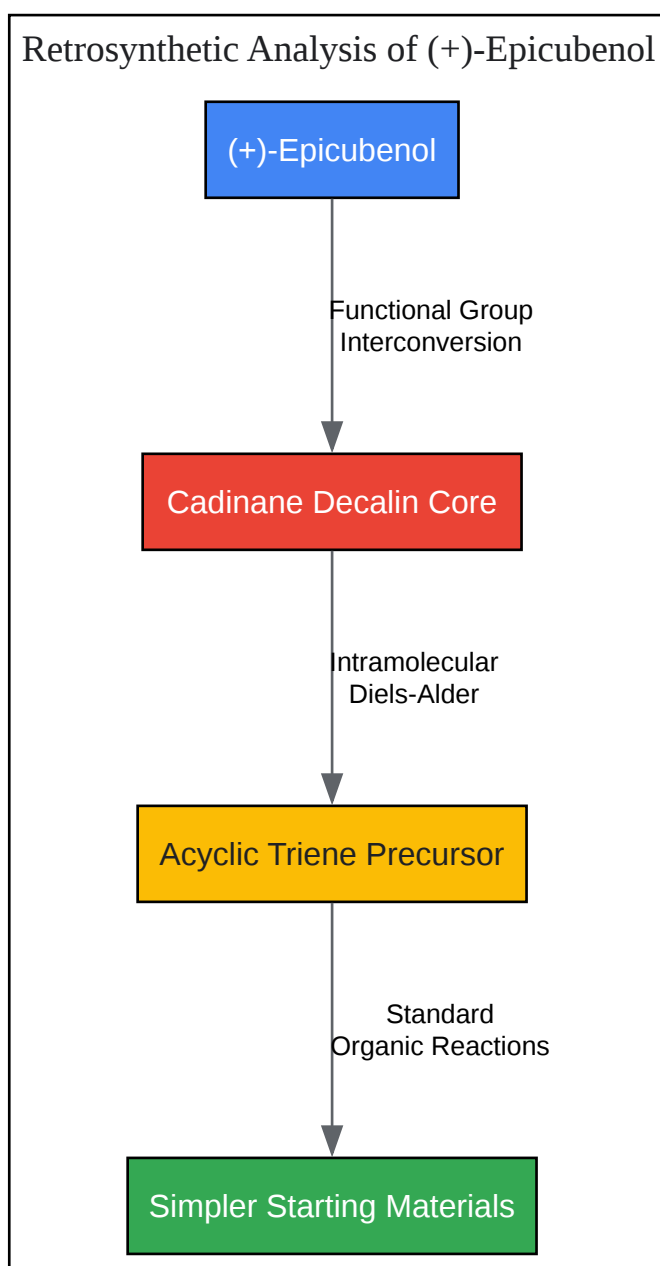 Retrosynthetic Analysis of (+)-Epicubenol
(+)-Epicubenol
Functional Group
Interconversion
Cadinane Decalin Core
Intramolecular
Diels-Alder
Acyclic Triene Precursor
Standard
Organic Reactions
Simpler Starting Materials